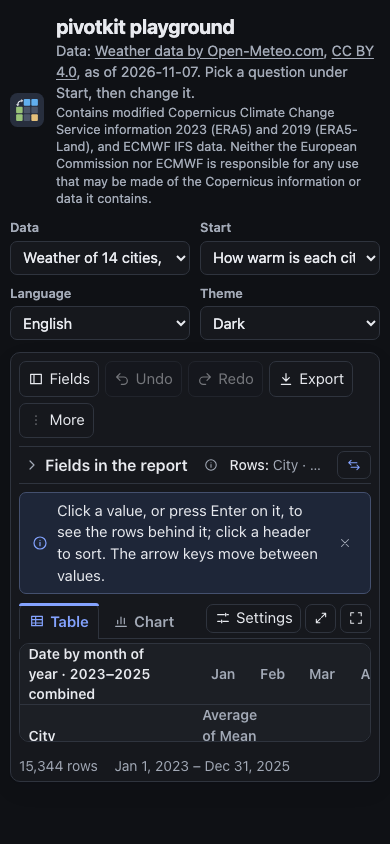 pivotkit playground
Data: Weather data by Open-Meteo.com, CC BY
4.0, as of 2026-11-07. Pick a question under
Start, then change it.
Contains modified Copernicus Climate Change
Service information 2023 (ERA5) and 2019 (ERA5-
Land), and ECMWF IFS data. Neither the European
Commission nor ECMWF is responsible for any use
that may be made of the Copernicus information or
data it contains.
Data Start
Weather of 14 cities, How warm is each cit
Language Theme
English Dark
Fields Undo Redo Export
More
Fields in the report Rows: City · ...
Click a value, or press Enter on it, to
see the rows behind it; click a header
to sort. The arrow keys move between
values.
Table Chart Settings
Date by month of
year · 2023–2025
combined
Jan Feb Mar A
Average
of Mean
City
15,344 rows Jan 1, 2023 – Dec 31, 2025